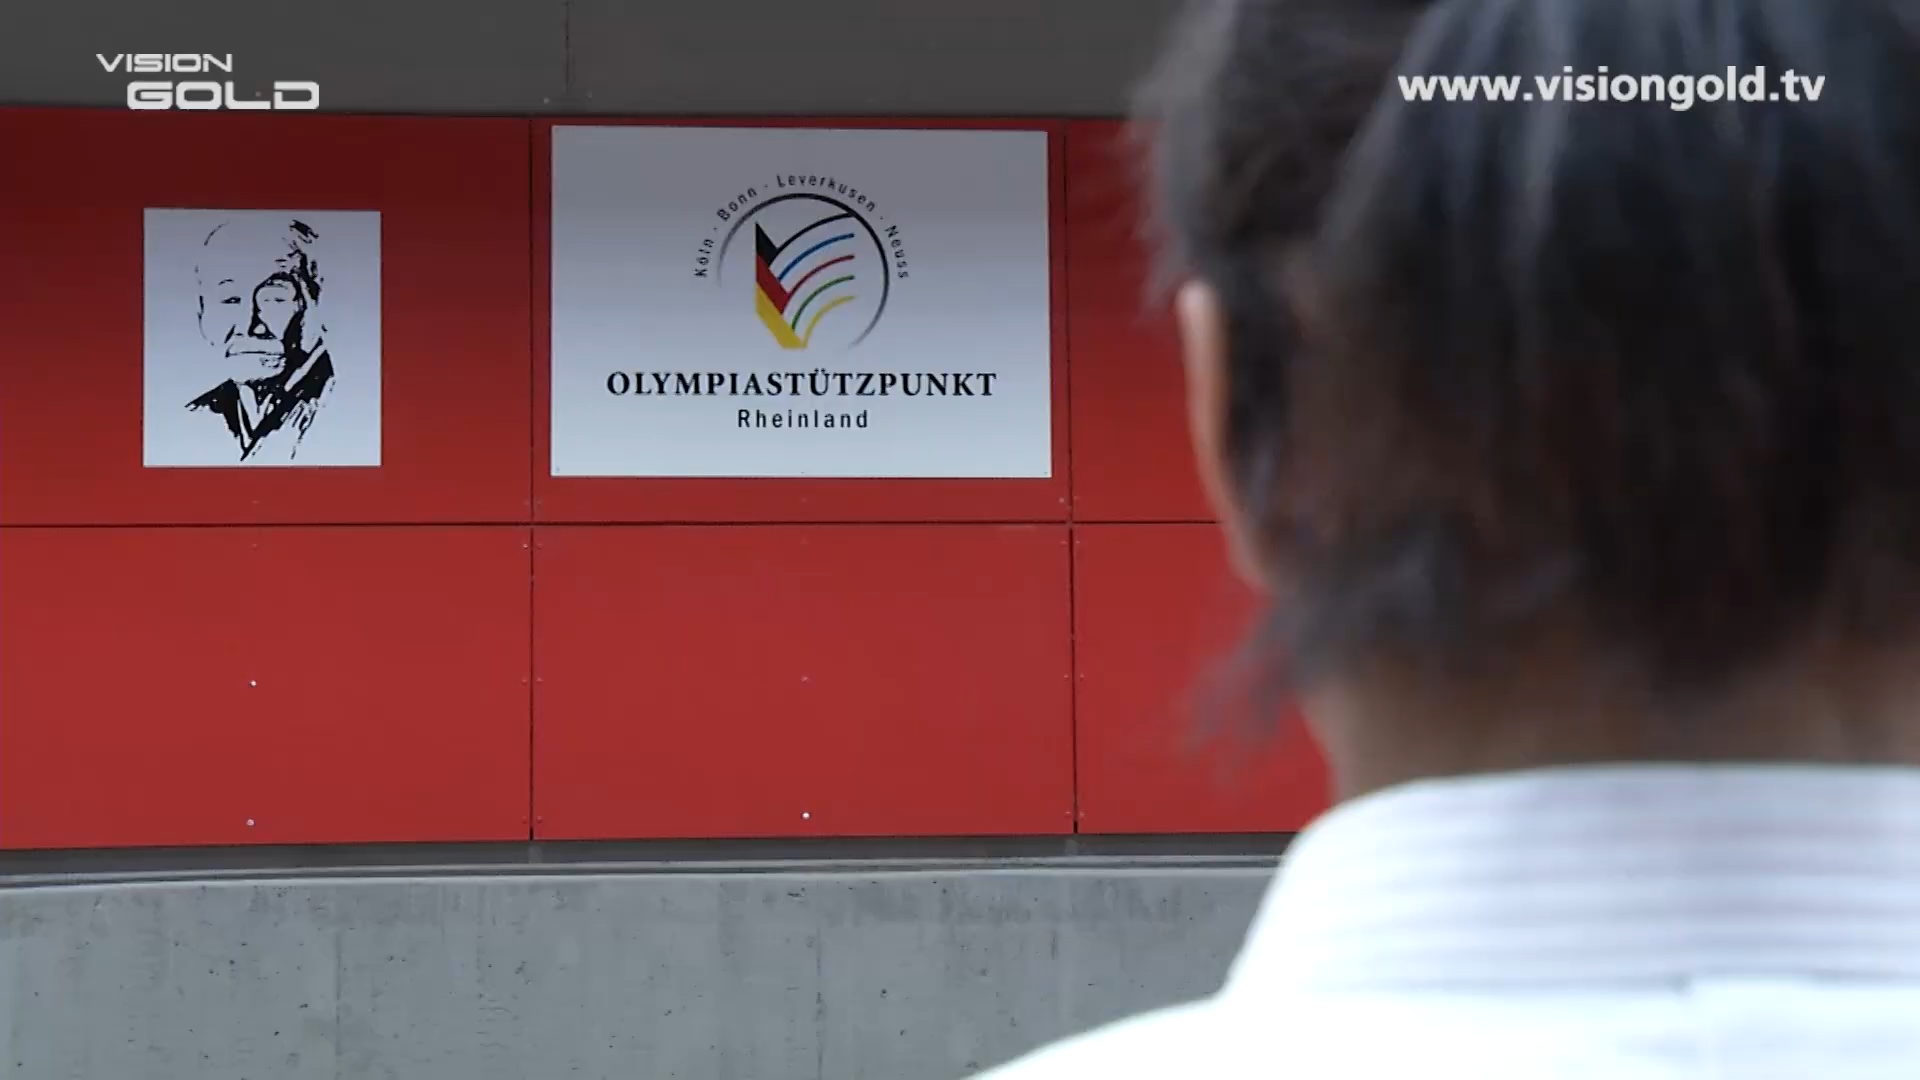 VISION
GOLD
www.visiongold.tv
Köln · Bonn · Leverkusen · Neuss
OLYMPIASTÜTZPUNKT
Rheinland